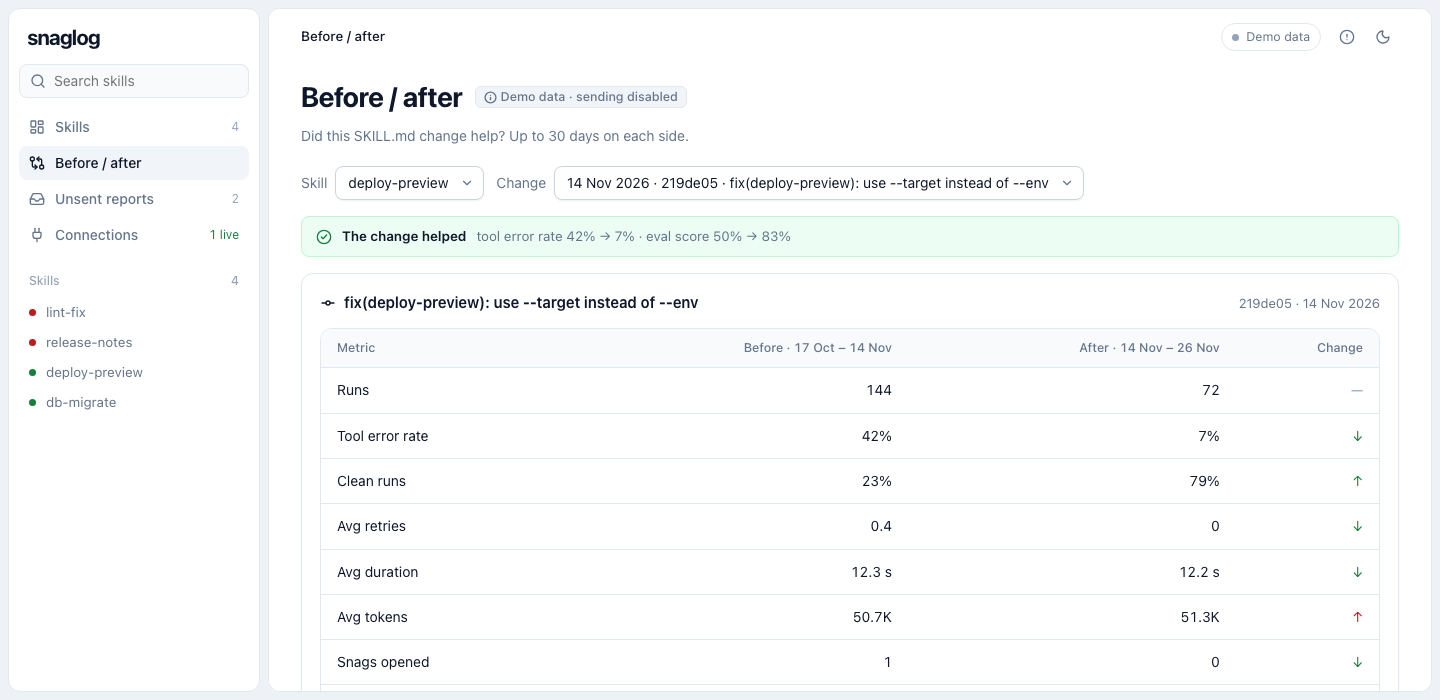 snaglog
Search skills
Skills 4
Before / after
Unsent reports 2
Connections 1 live
Skills 4
lint-fix
release-notes
deploy-preview
db-migrate
Before / after
Demo data
Before / after
Demo data · sending disabled
Did this SKILL.md change help? Up to 30 days on each side.
Skill deploy-preview Change 14 Nov 2026 · 219de05 · fix(deploy-preview): use --target instead of --env
The change helped tool error rate 42% → 7% · eval score 50% → 83%
fix(deploy-preview): use --target instead of --env 219de05 · 14 Nov 2026
Metric Before · 17 Oct – 14 Nov After · 14 Nov – 26 Nov Change
Runs 144 72 —
Tool error rate 42% 7% ↓
Clean runs 23% 79% ↑
Avg retries 0.4 0 ↓
Avg duration 12.3 s 12.2 s ↓
Avg tokens 50.7K 51.3K ↑
Snags opened 1 0 ↓